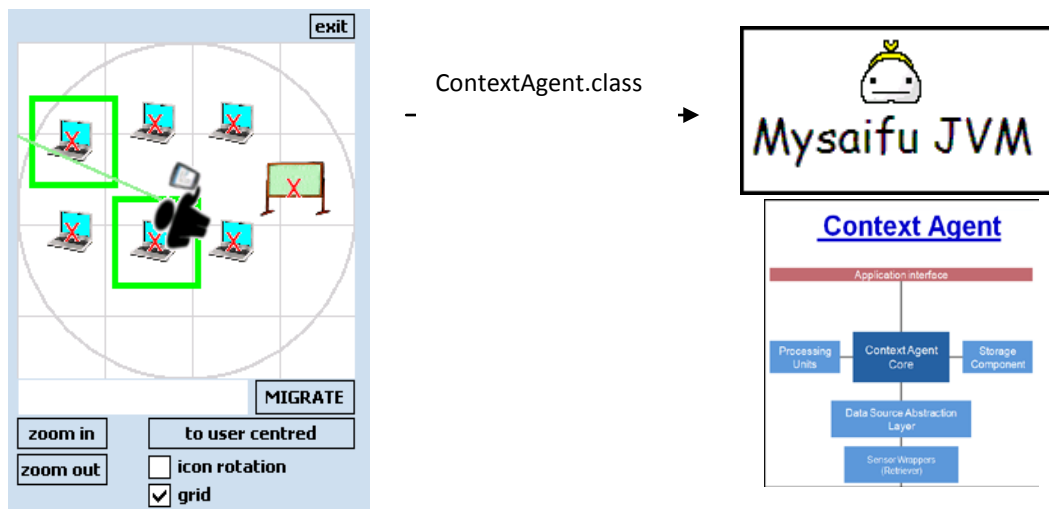 exit
MIGRATE
zoom in
to user centred
zoom out
icon rotation
grid
ContextAgent.class
Mysaifu JVM
Context Agent
Application interface
Processing
Units
Context Agent
Core
Storage
Component
Data Source Abstraction
Layer
Sensor Wrappers
(Retriever)